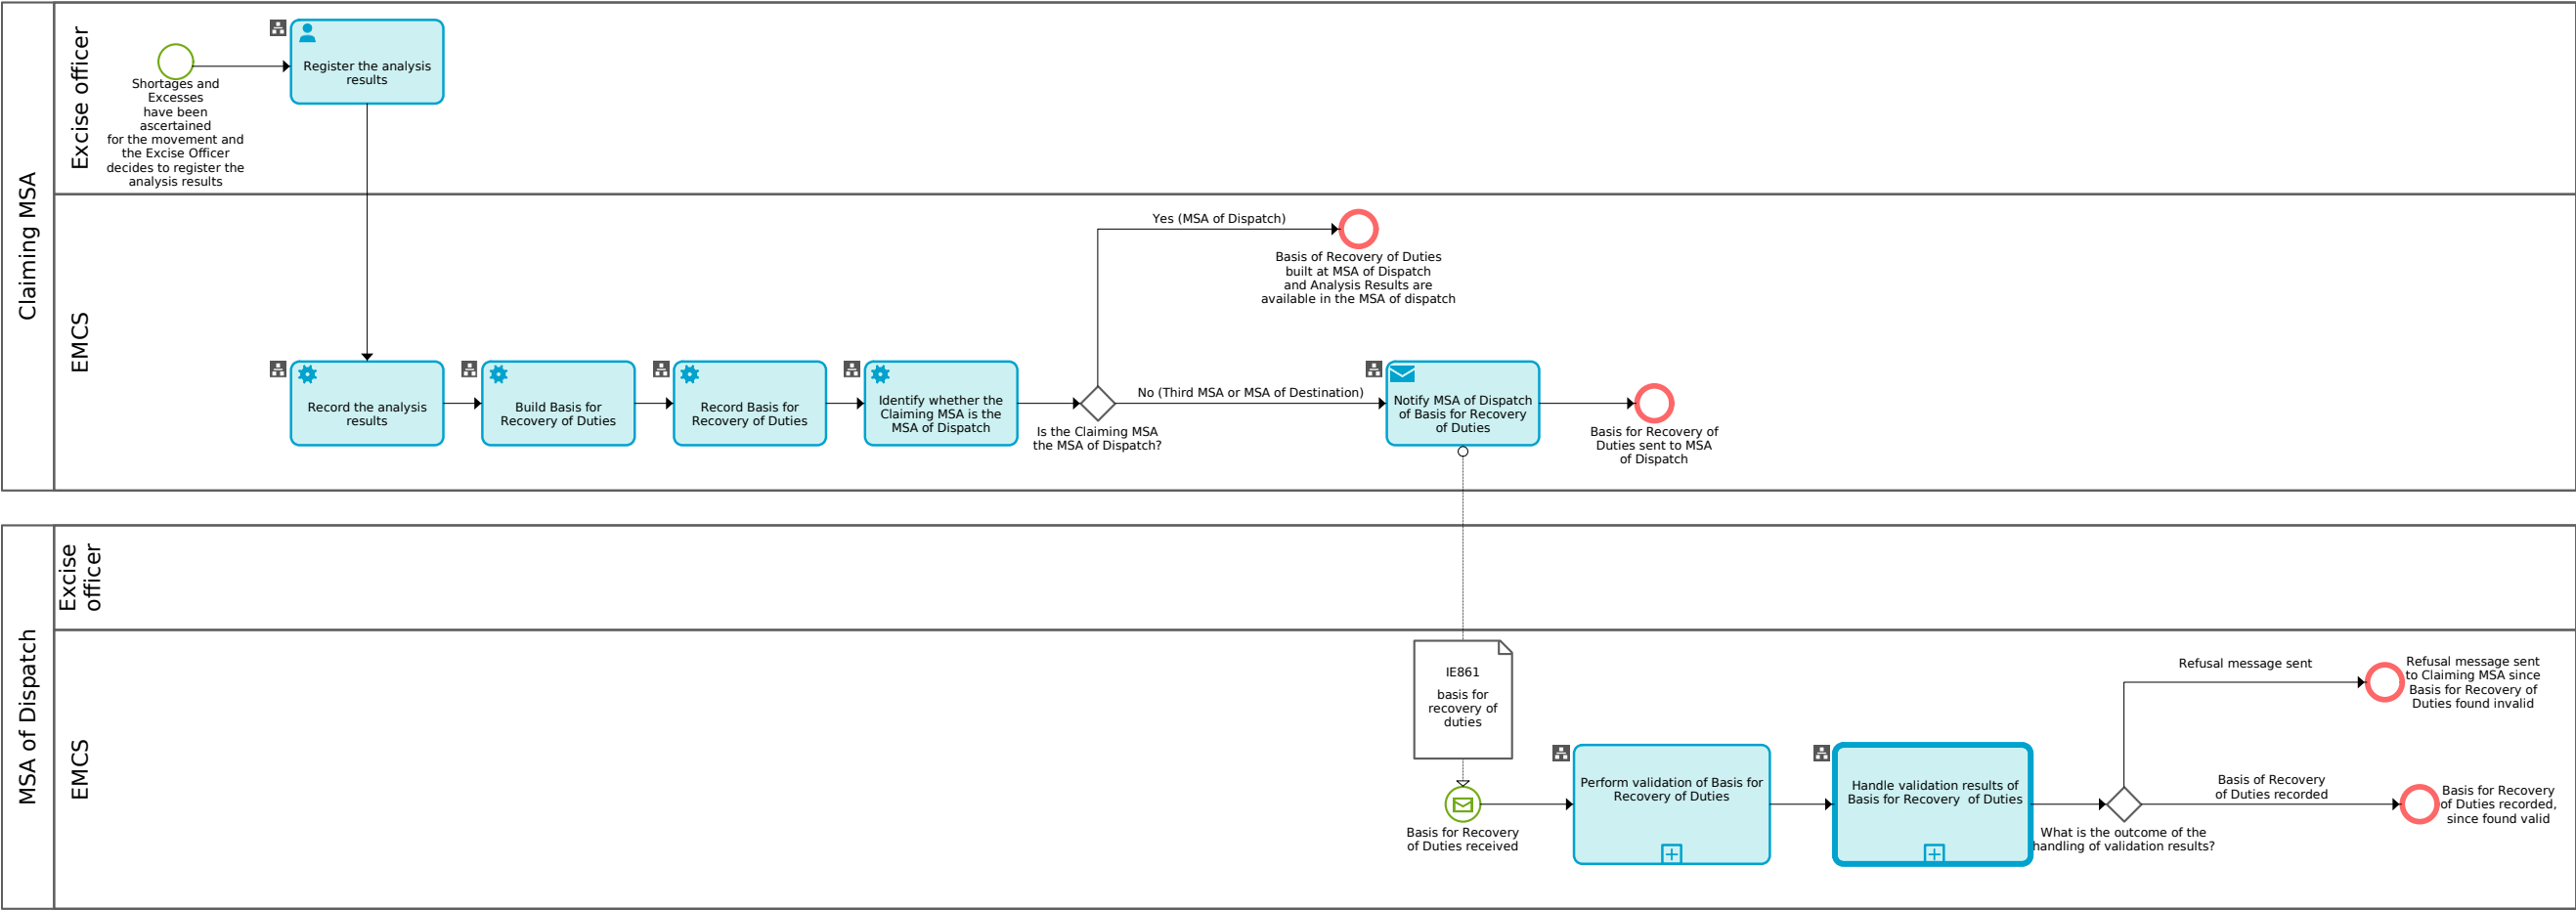 Claiming MSA
Excise officer
Shortages and
Excesses
have been
ascertained
for the movement and
the Excise Officer
decides to register the
analysis results
Register the analysis
results
EMCS
Record the analysis
results
Build Basis for
Recovery of Duties
Record Basis for
Recovery of Duties
Identify whether the
Claiming MSA is the
MSA of Dispatch
Is the Claiming MSA
the MSA of Dispatch?
Yes (MSA of Dispatch)
Basis of Recovery of Duties
built at MSA of Dispatch
and Analysis Results are
available in the MSA of dispatch
No (Third MSA or MSA of Destination)
Notify MSA of Dispatch
of Basis for Recovery
of Duties
Basis for Recovery of
Duties sent to MSA
of Dispatch
MSA of Dispatch
Excise
officer
EMCS
IE861
basis for
recovery of
duties
Basis for Recovery
of Duties received
Perform validation of Basis for
Recovery of Duties
Handle validation results of
Basis for Recovery  of Duties
What is the outcome of the
handling of validation results?
Refusal message sent
Refusal message sent
to Claiming MSA since
Basis for Recovery of
Duties found invalid
Basis of Recovery
of Duties recorded
Basis for Recovery
of Duties recorded,
since found valid